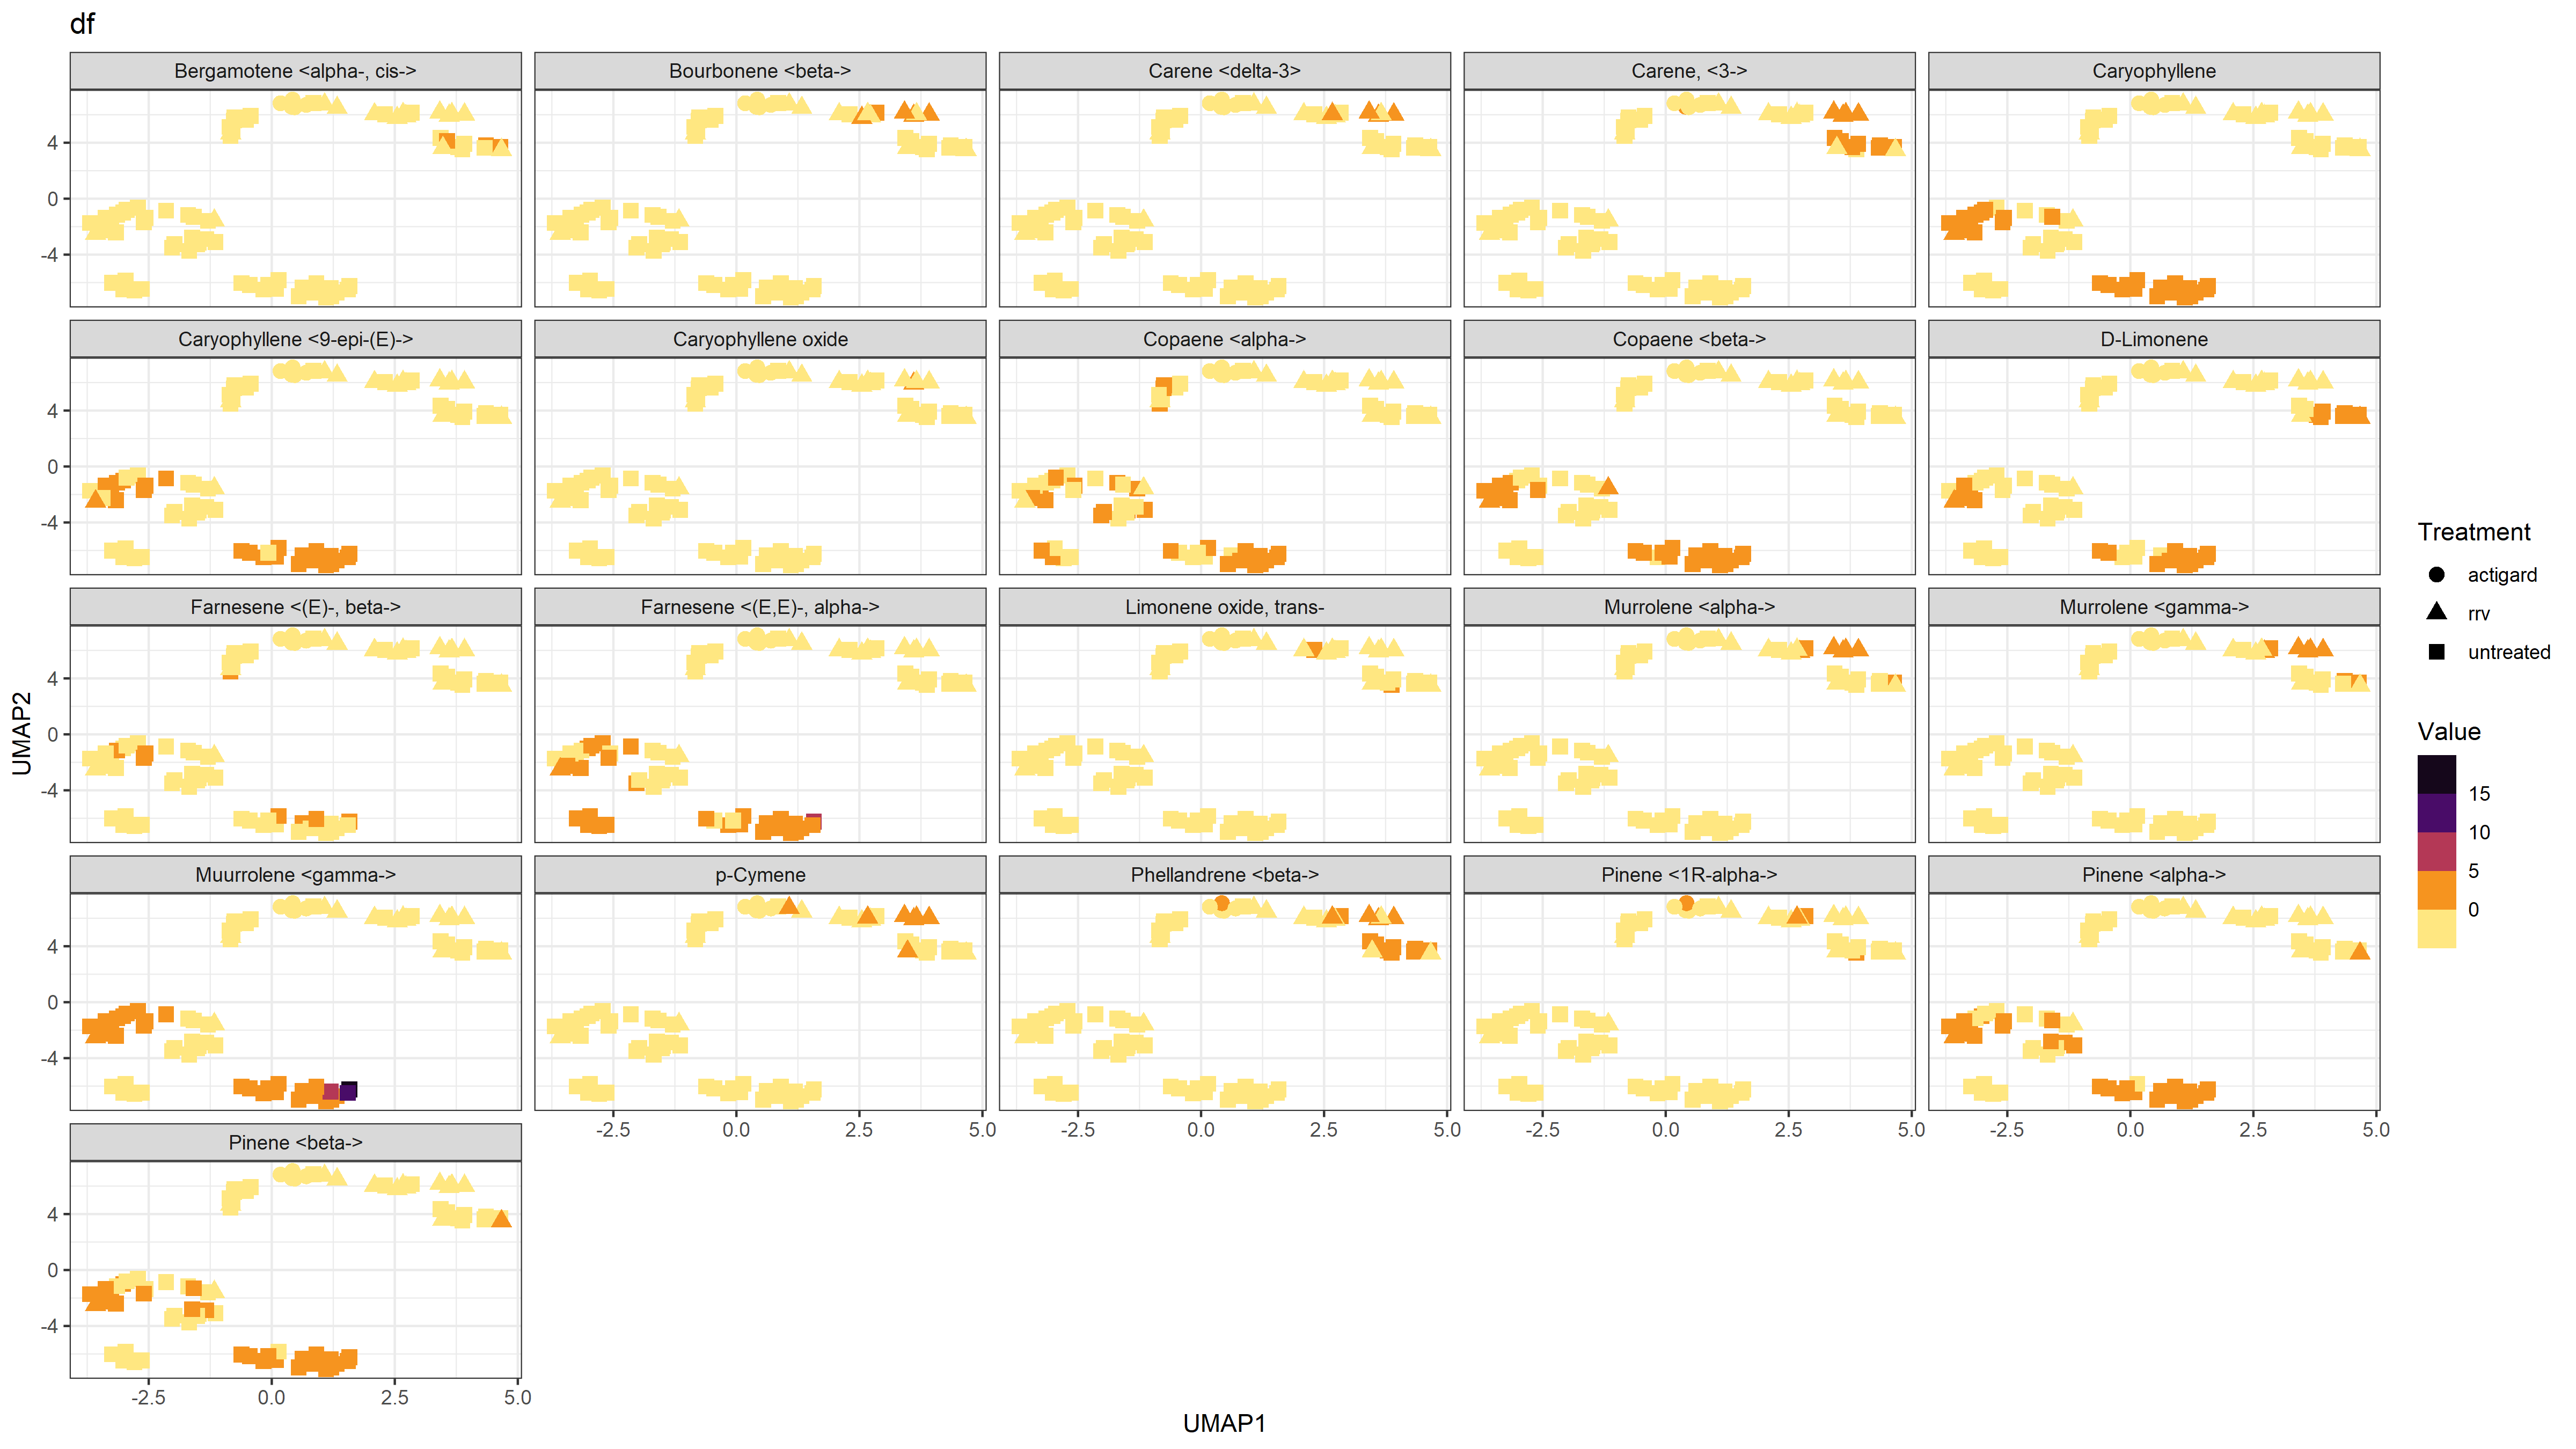 df
Bergamotene <alpha-, cis->
Bourbonene <beta->
Carene <delta-3>
Carene, <3->
Caryophyllene
4
0
-4
Caryophyllene <9-epi-(E)->
Caryophyllene oxide
Copaene <alpha->
Copaene <beta->
D-Limonene
4
0
-4
Farnesene <(E)-, beta->
Farnesene <(E,E)-, alpha->
Limonene oxide, trans-
Murrolene <alpha->
Murrolene <gamma->
4
0
-4
Muurrolene <gamma->
p-Cymene
Phellandrene <beta->
Pinene <1R-alpha->
Pinene <alpha->
4
0
-4
-2.5 0.0 2.5 5.0
-2.5 0.0 2.5 5.0
-2.5 0.0 2.5 5.0
-2.5 0.0 2.5 5.0
Pinene <beta->
4
0
-4
-2.5 0.0 2.5 5.0
UMAP1
UMAP2
Treatment
actigard
rrv
untreated
Value
15
10
5
0